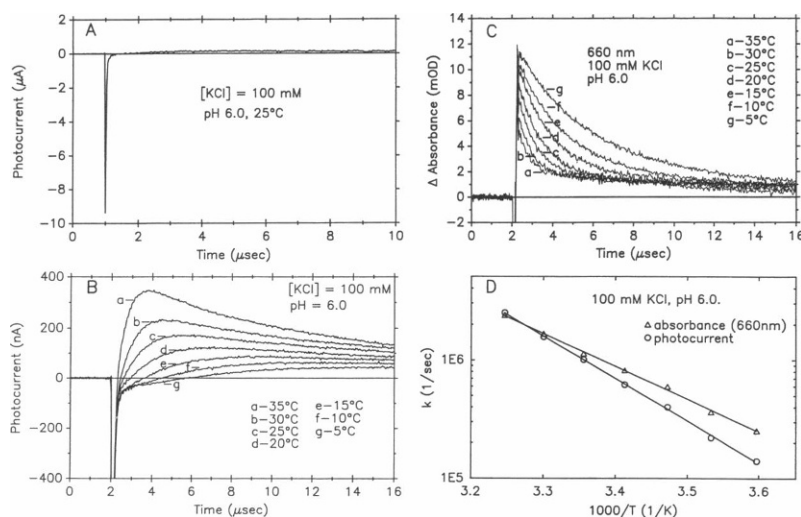 A
Photocurrent (μA)
2
0
−2
−4
−6
−8
−10
[KCl] = 100 mM
pH 6.0, 25°C
0 2 4 6 8 10
Time (μsec)
B
Photocurrent (nA)
400
200
0
−200
−400
[KCl] = 100 mM
pH = 6.0
a
b
c
d
e
f
g
a−35°C e−15°C
b−30°C f−10°C
c−25°C g−5°C
d−20°C
0 2 4 6 8 10 12 14 16
Time (μsec)
C
Δ Absorbance (mOD)
14
12
10
8
6
4
2
0
−2
660 nm
100 mM KCl
pH 6.0
a−35°C
b−30°C
c−25°C
d−20°C
e−15°C
f−10°C
g−5°C
g
f
e
d
c
b
a
0 2 4 6 8 10 12 14 16
Time (μsec)
D
k (1/sec)
1E6
1E5
100 mM KCl, pH 6.0.
△ absorbance (660nm)
○ photocurrent
3.2 3.3 3.4 3.5 3.6
1000/T (1/K)